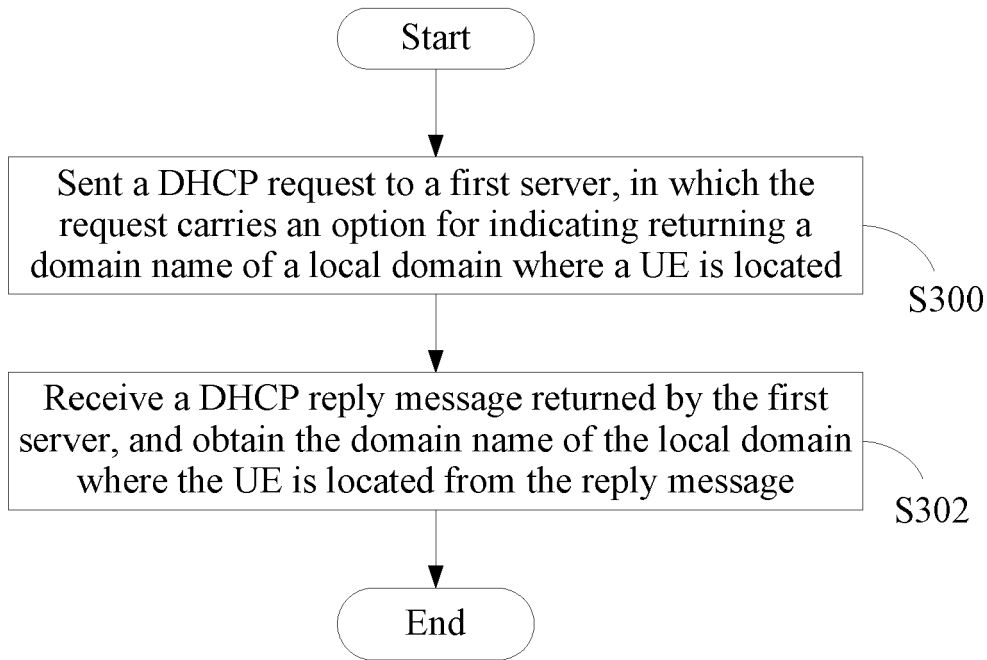 Start
Sent a DHCP request to a first server, in which the
request carries an option for indicating returning a
domain name of a local domain where a UE is located
S300
Receive a DHCP reply message returned by the first
server, and obtain the domain name of the local domain
where the UE is located from the reply message
S302
End